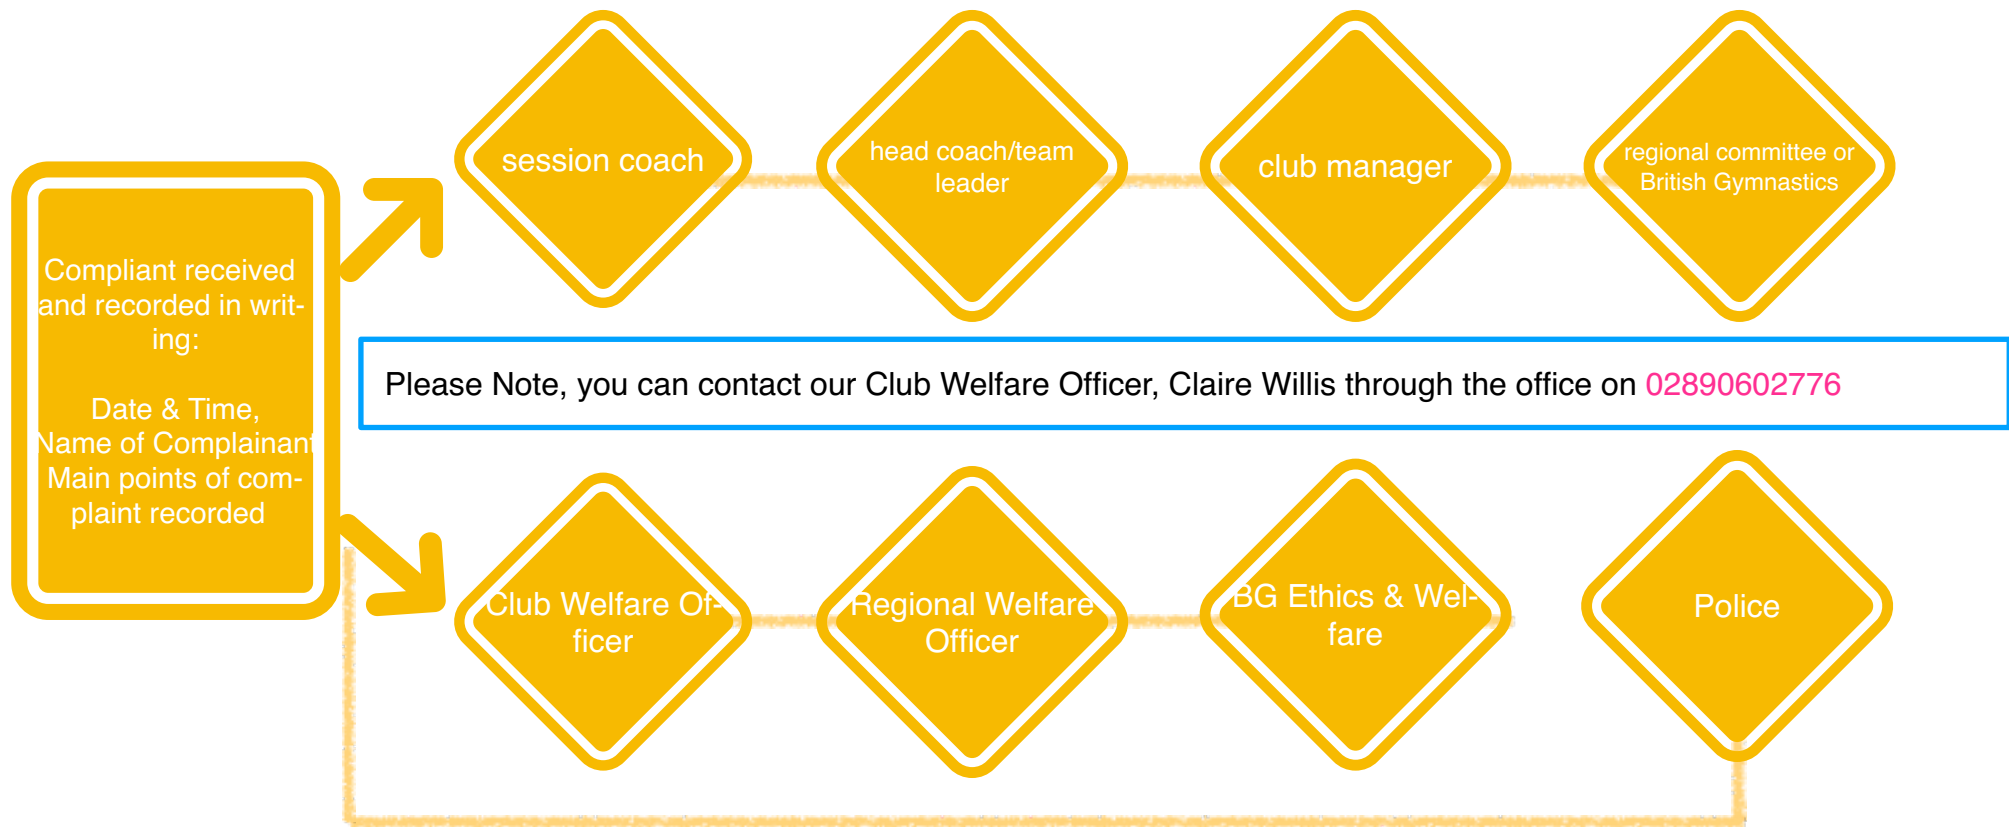 session coach
head coach/team
leader
club manager
regional committee or
British Gymnastics
Compliant received
and recorded in writ-
ing:
Date & Time,
Name of Complainant
Main points of com-
plaint recorded
Please Note, you can contact our Club Welfare Officer, Claire Willis through the office on 02890602776
Club Welfare Of-
ficer
Regional Welfare
Officer
BG Ethics & Wel-
fare
Police